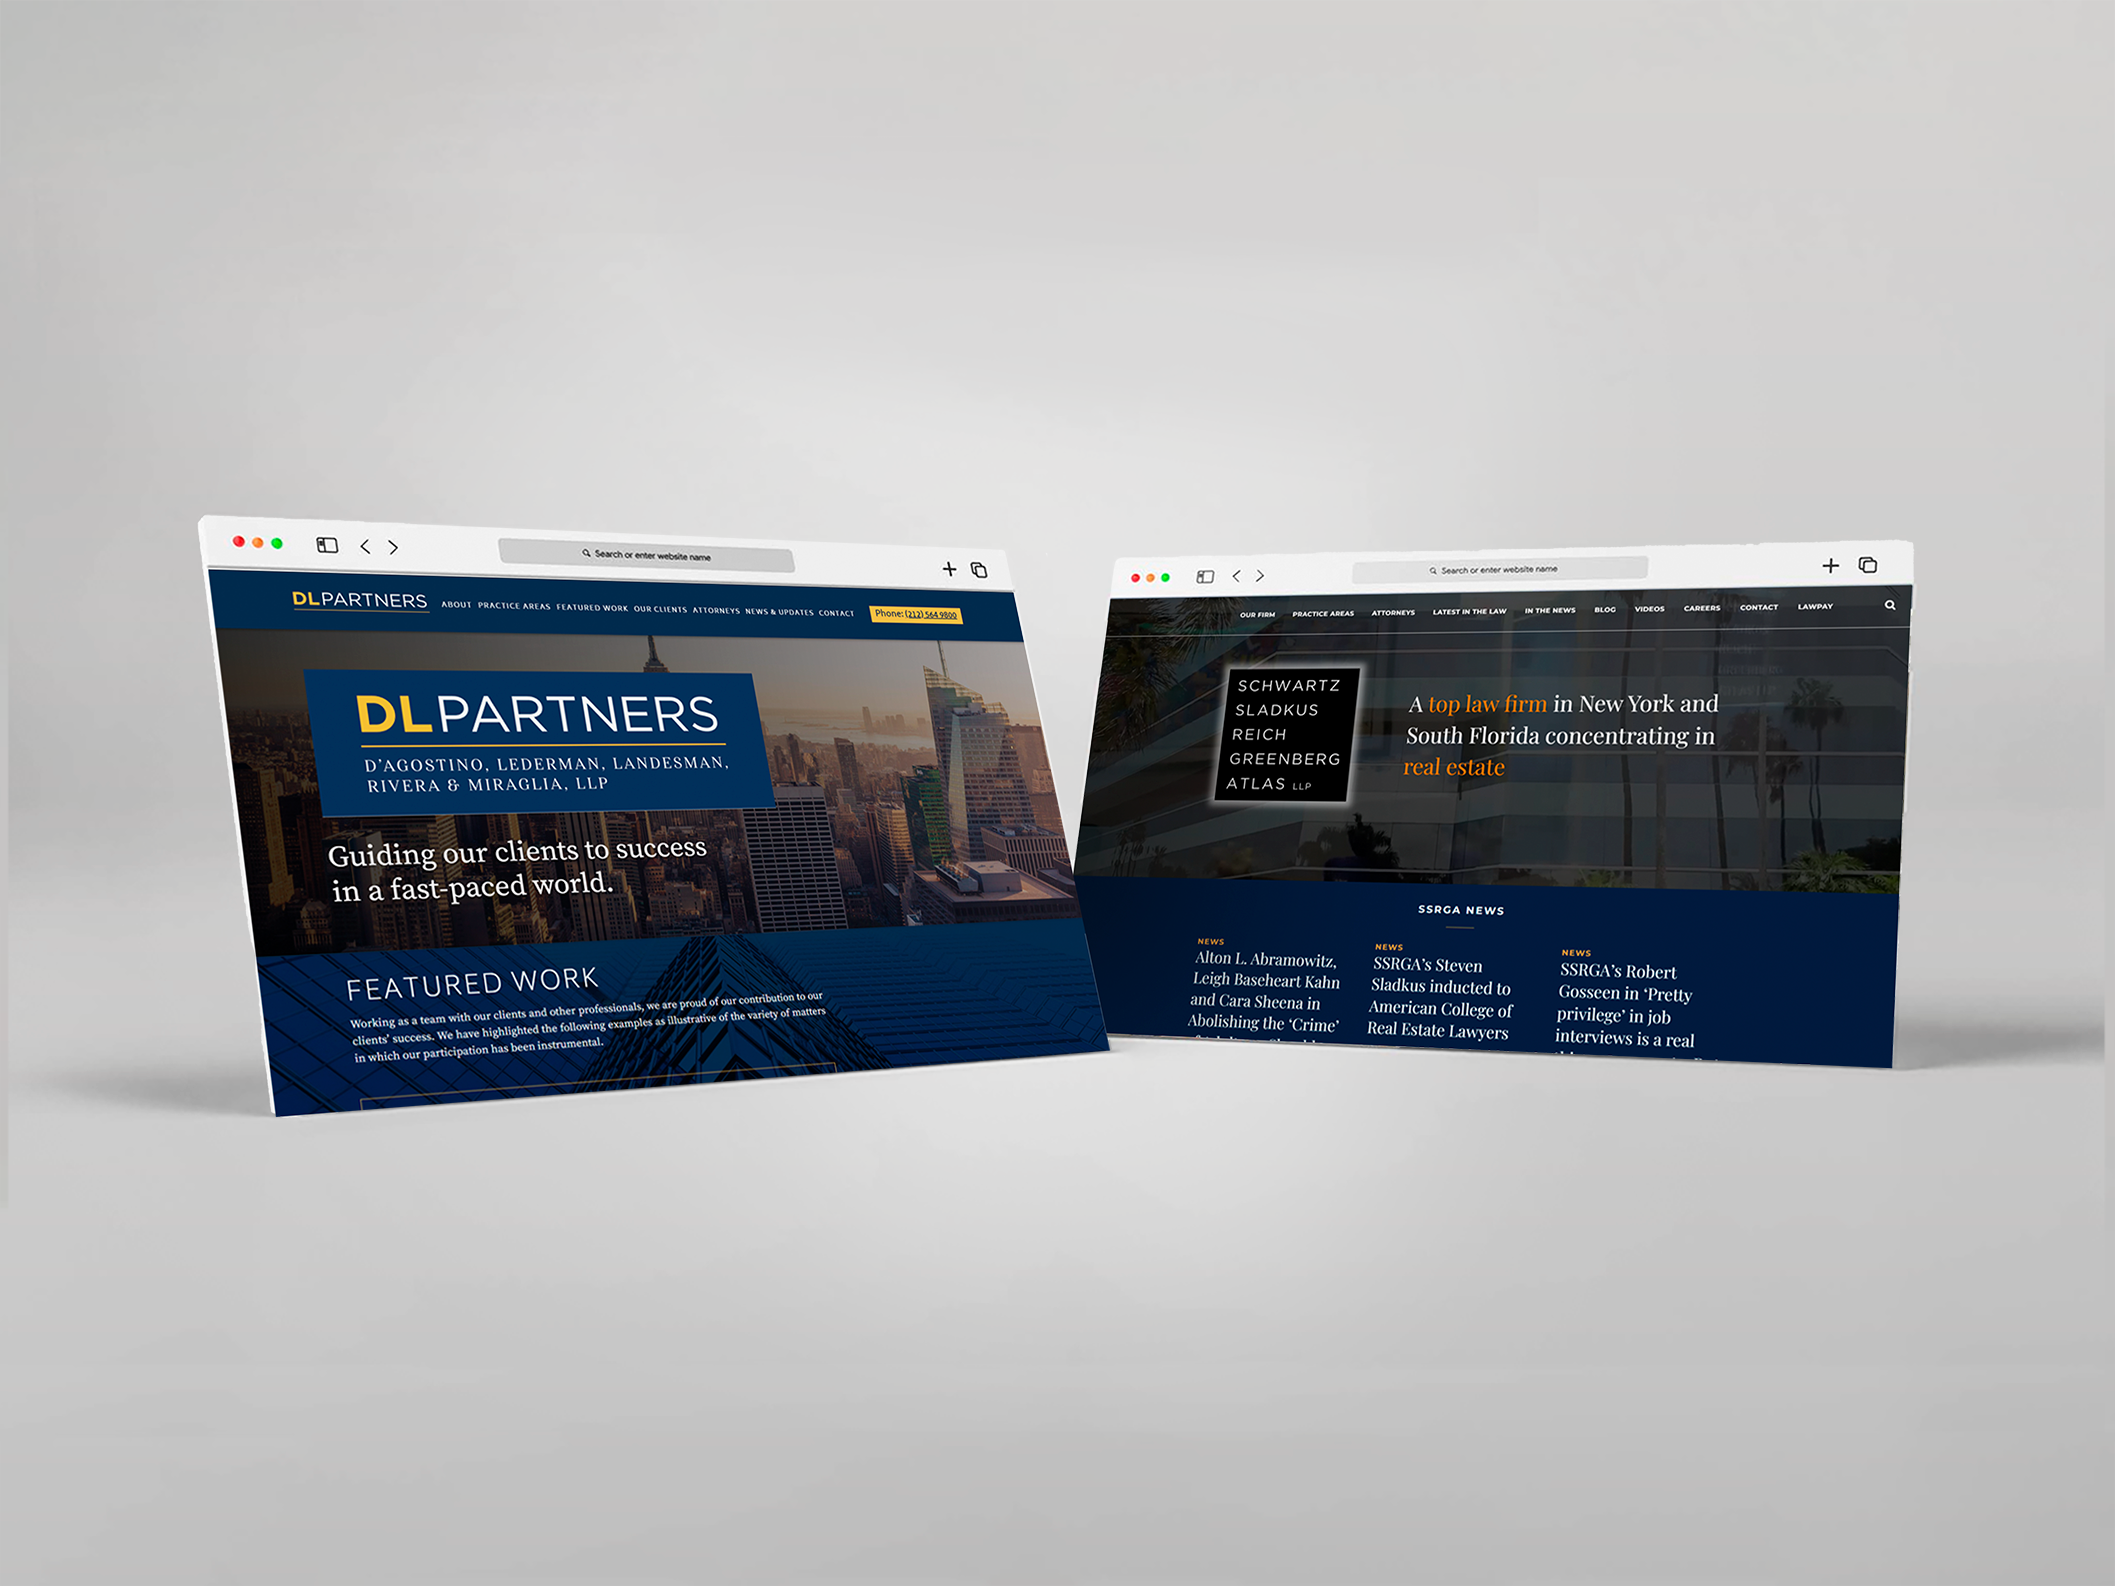 Search or enter website name
DLPARTNERS
ABOUT PRACTICE AREAS FEATURED WORK OUR CLIENTS ATTORNEYS NEWS & UPDATES CONTACT
Phone: (212) 564 9800
DLPARTNERS
D'AGOSTINO, LEDERMAN, LANDESMAN,
RIVERA & MIRAGLIA, LLP
Guiding our clients to success
in a fast-paced world.
FEATURED WORK
Working as a team with our clients and other professionals, we are proud of our contribution to our
clients' success. We have highlighted the following examples as illustrative of the variety of matters
in which our participation has been instrumental.
Search or enter website name
OUR FIRM PRACTICE AREAS ATTORNEYS LATEST IN THE LAW IN THE NEWS BLOG VIDEOS CAREERS CONTACT LAWPAY
SCHWARTZ
SLADKUS
REICH
GREENBERG
ATLAS LLP
A top law firm in New York and
South Florida concentrating in
real estate
SSRGA NEWS
NEWS
Alton L. Abramowitz,
Leigh Baseheart Kahn
and Cara Sheena in
Abolishing the ‘Crime’
NEWS
SSRGA’s Steven
Sladkus inducted to
American College of
Real Estate Lawyers
NEWS
SSRGA’s Robert
Gosseen in ‘Pretty
privilege’ in job
interviews is a real